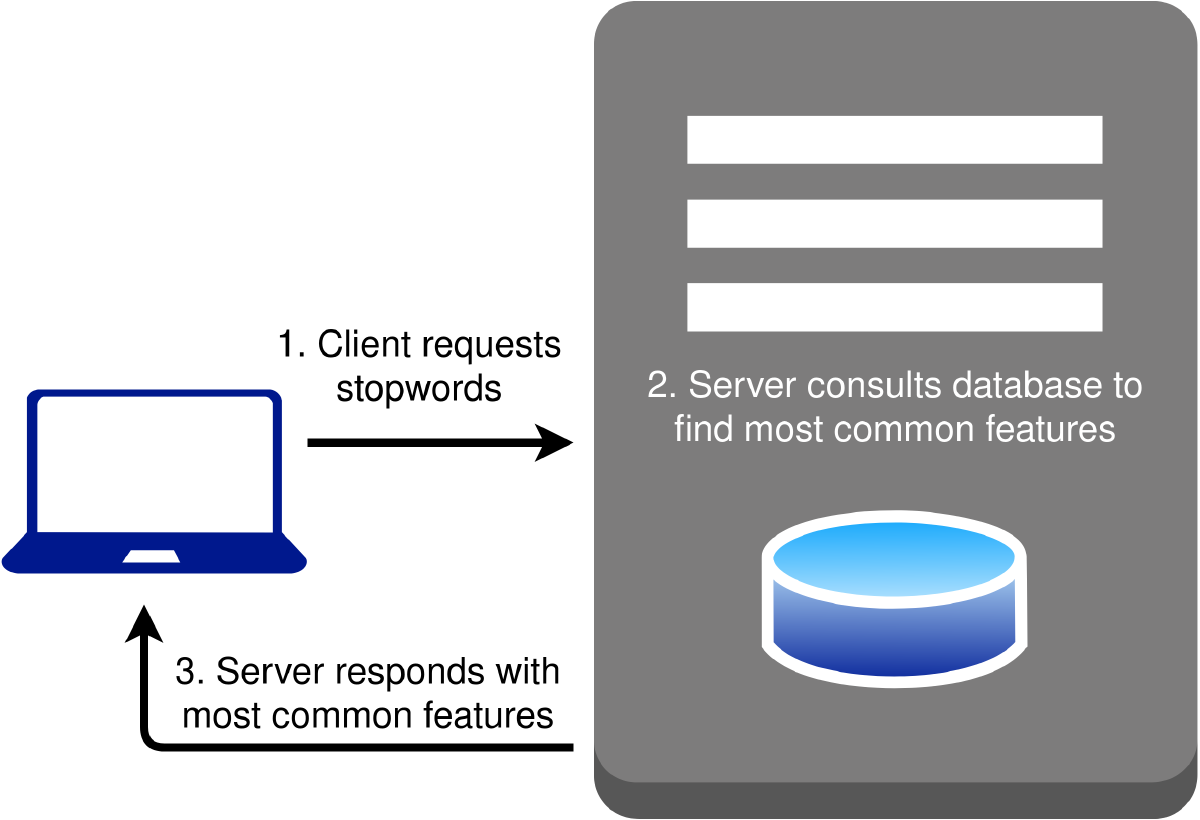 1. Client requests
stopwords
2. Server consults database to
find most common features
3. Server responds with
most common features